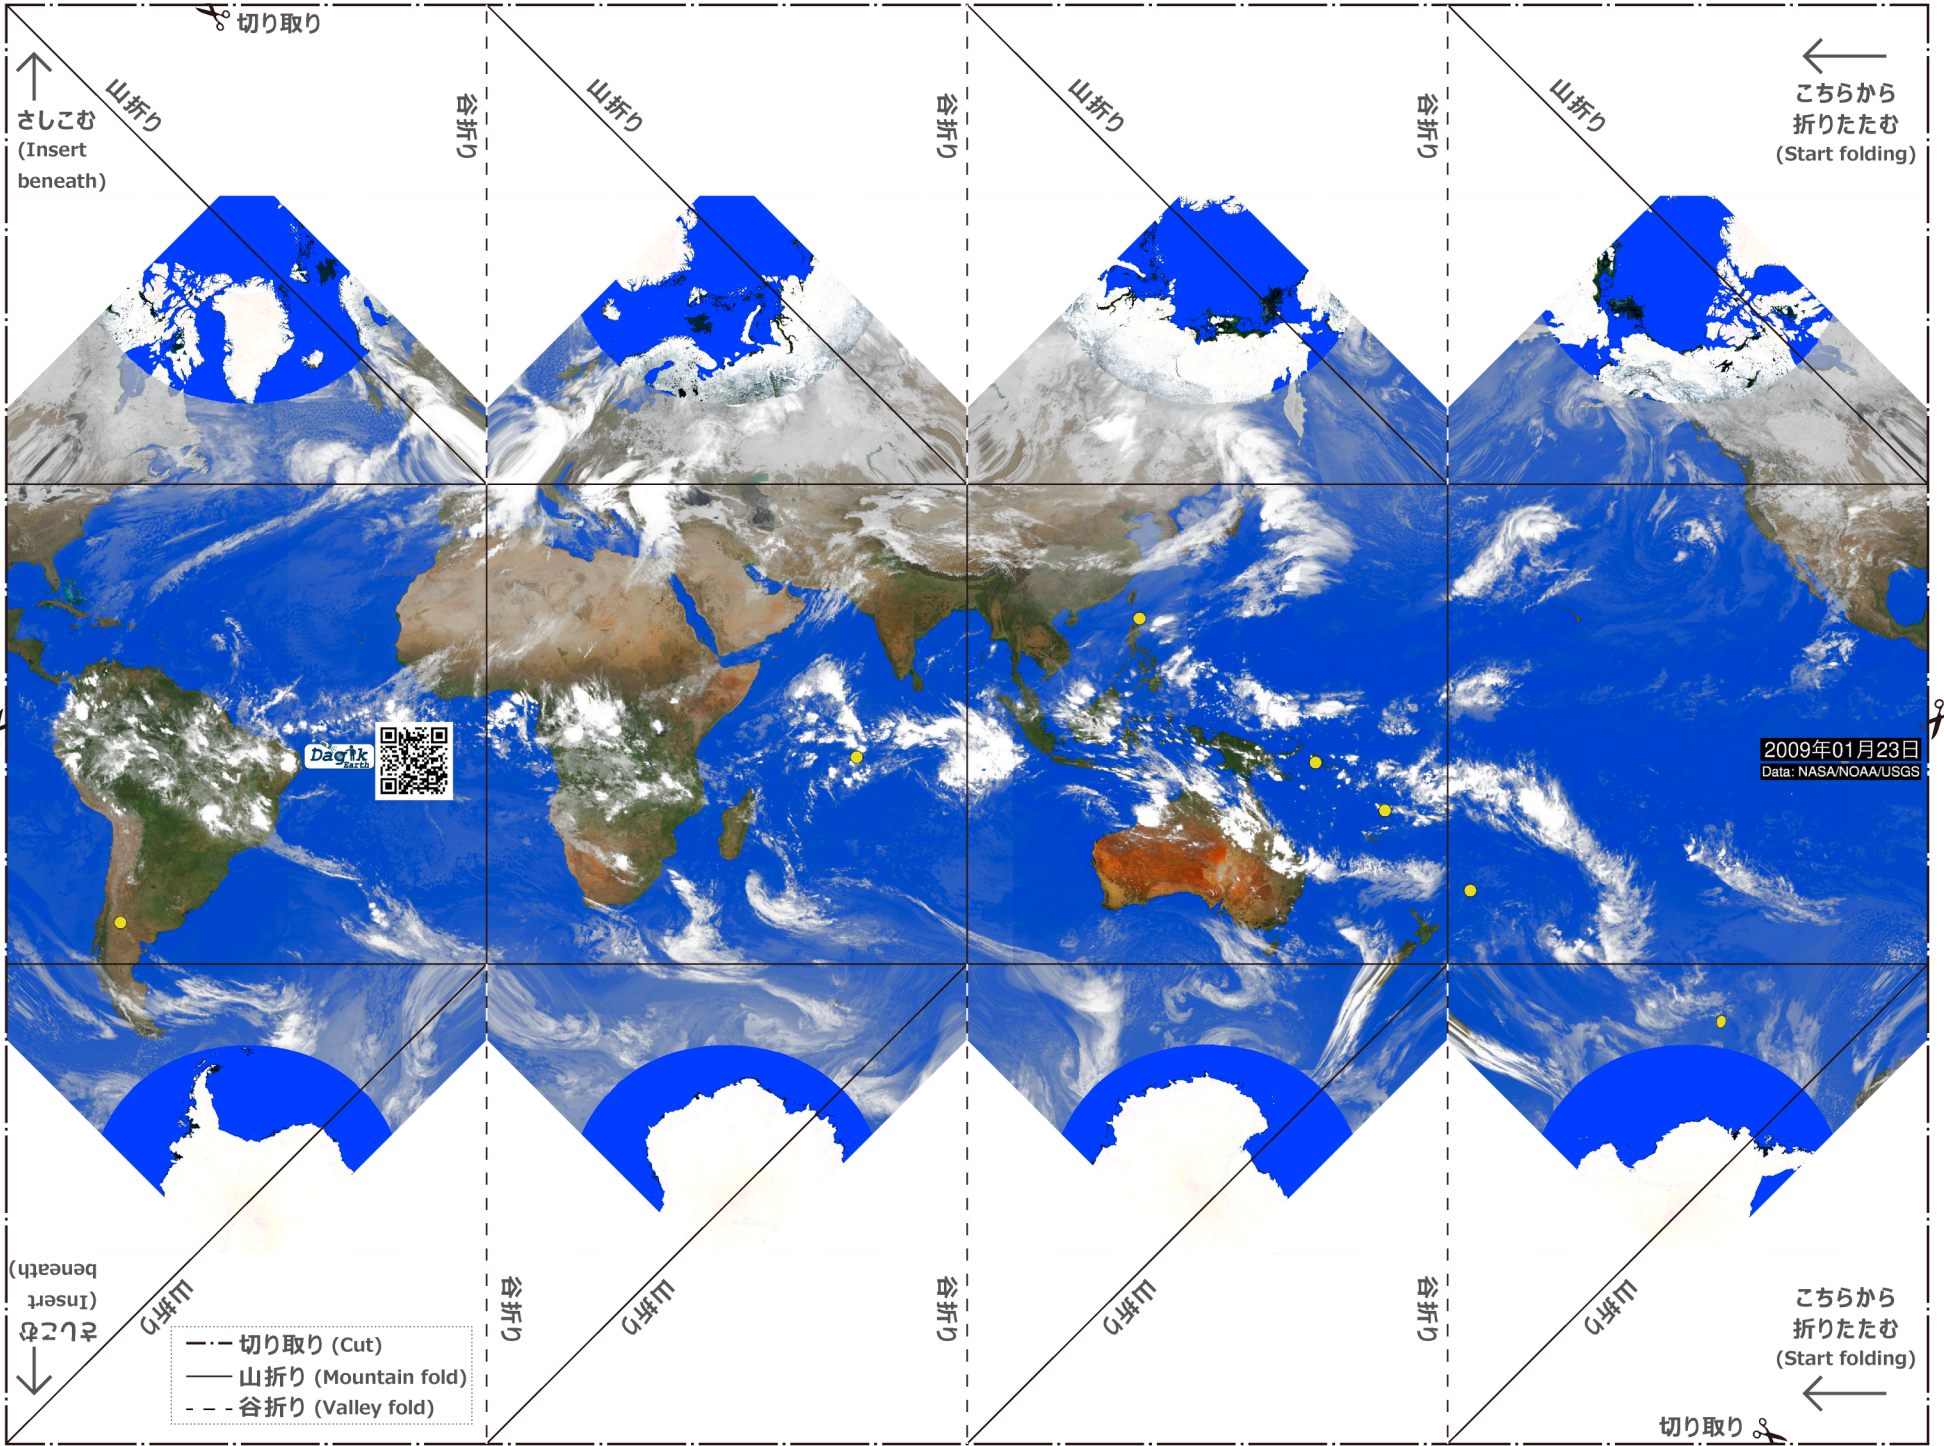 切り取り
山折り
谷折り
山折り
谷折り
山折り
谷折り
山折り
さしこむ
(Insert
beneath)
こちらから
折りたたむ
(Start folding)
Dagik
Earth
2009年01月23日
Data: NASA/NOAA/USGS
さしこむ
(Insert
beneath)
山折り
谷折り
山折り
谷折り
山折り
谷折り
山折り
こちらから
折りたたむ
(Start folding)
切り取り (Cut)
山折り (Mountain fold)
谷折り (Valley fold)
切り取り